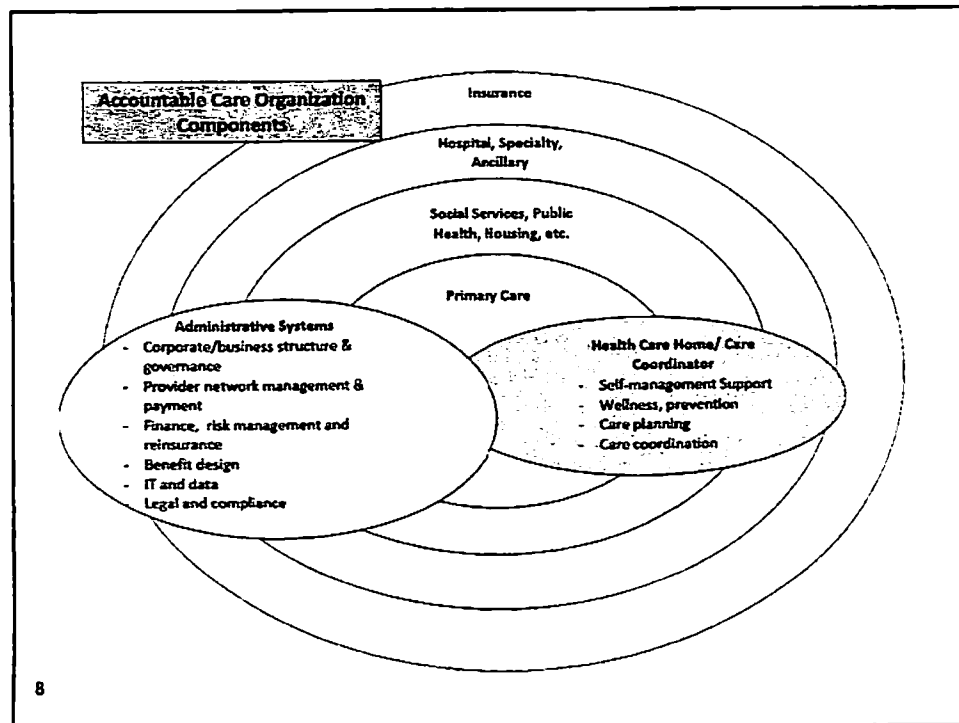 Accountable Care Organization
Components
Insurance
Hospital, Specialty,
Ancillary
Social Services, Public
Health, Housing, etc.
Primary Care
Administrative Systems
- Corporate/business structure &
governance
- Provider network management &
payment
- Finance, risk management and
reinsurance
- Benefit design
- IT and data
- Legal and compliance
Health Care Home/ Care
Coordinator
- Self-management Support
- Wellness, prevention
- Care planning
- Care coordination
8